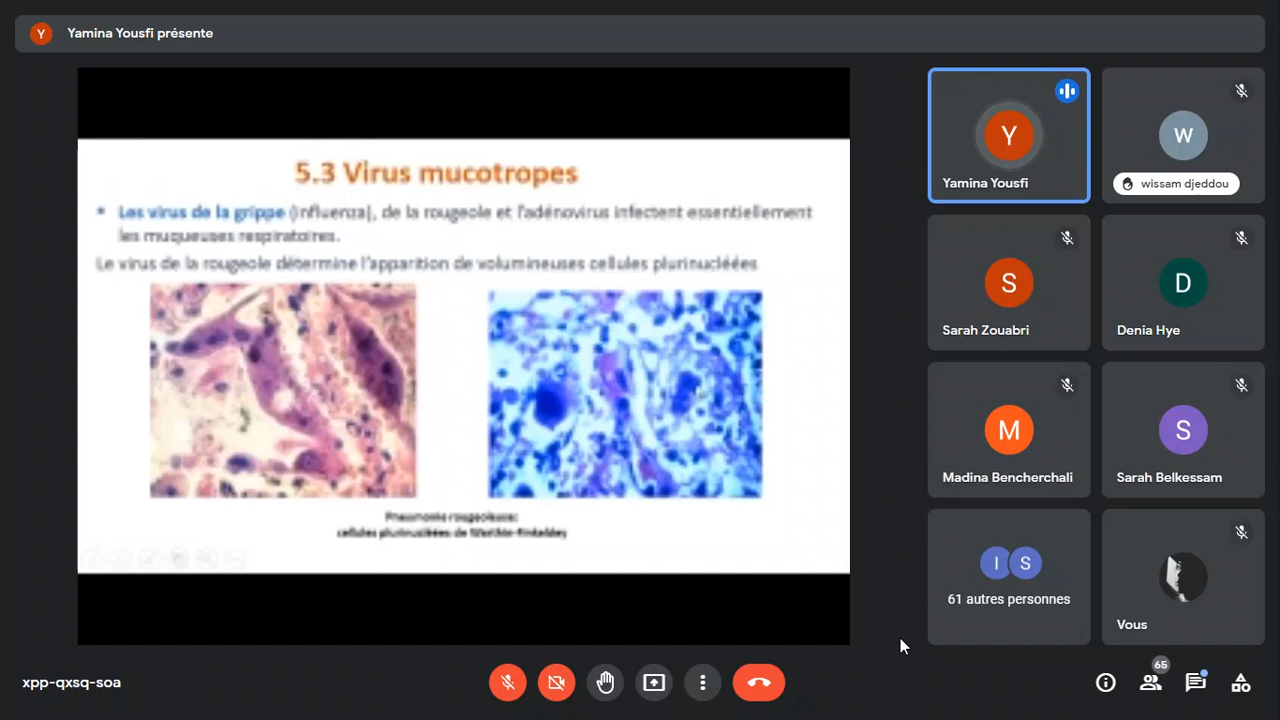 Y Yamina Yousfi présente
5.3 Virus mucotropes
• Les virus de la grippe (influenza), de la rougeole et l'adénovirus infectent essentiellement
les muqueuses respiratoires.
Le virus de la rougeole détermine l'apparition de volumineuses cellules plurinucléées
Pneumonie rougeoleuse:
cellules plurinucléées de Warthin-Finkeldey
Y
Yamina Yousfi
W
wissam djeddou
S
Sarah Zouabri
D
Denia Hye
M
Madina Bencherchali
S
Sarah Belkessam
I S
61 autres personnes
Vous
xpp-qxsq-soa
65